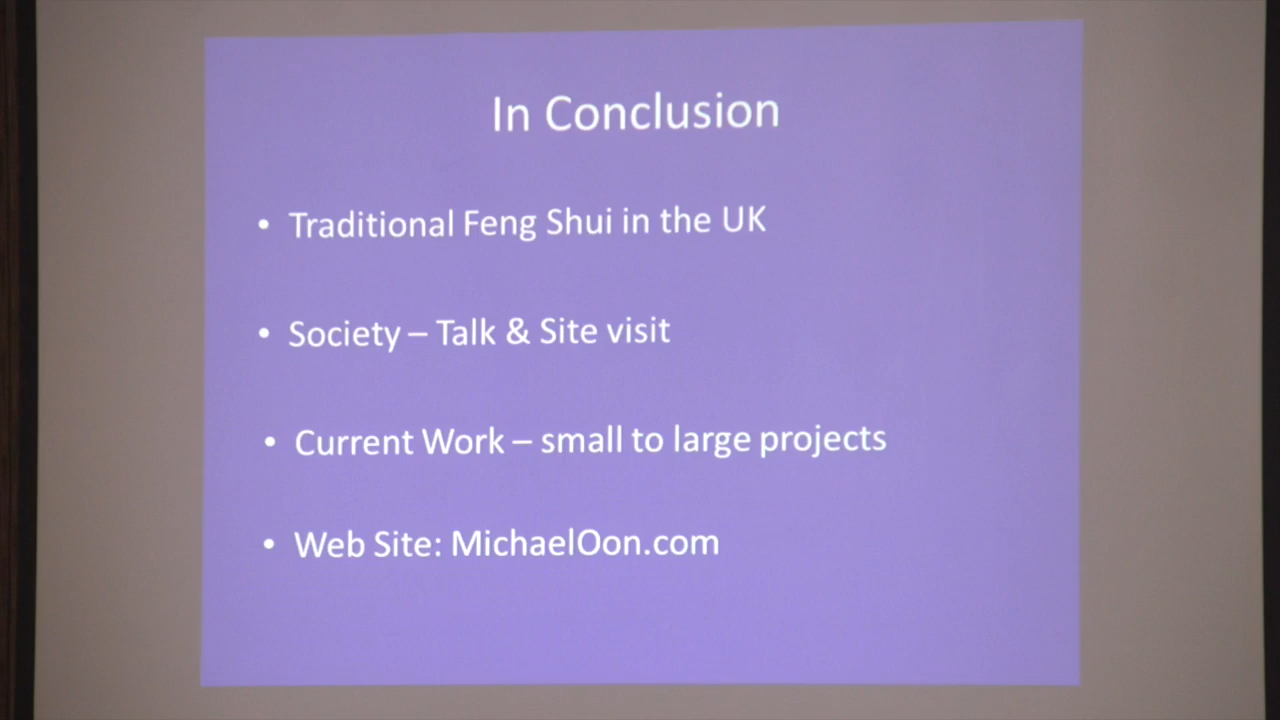 In Conclusion
• Traditional Feng Shui in the UK
• Society – Talk & Site visit
• Current Work – small to large projects
• Web Site: MichaelOon.com